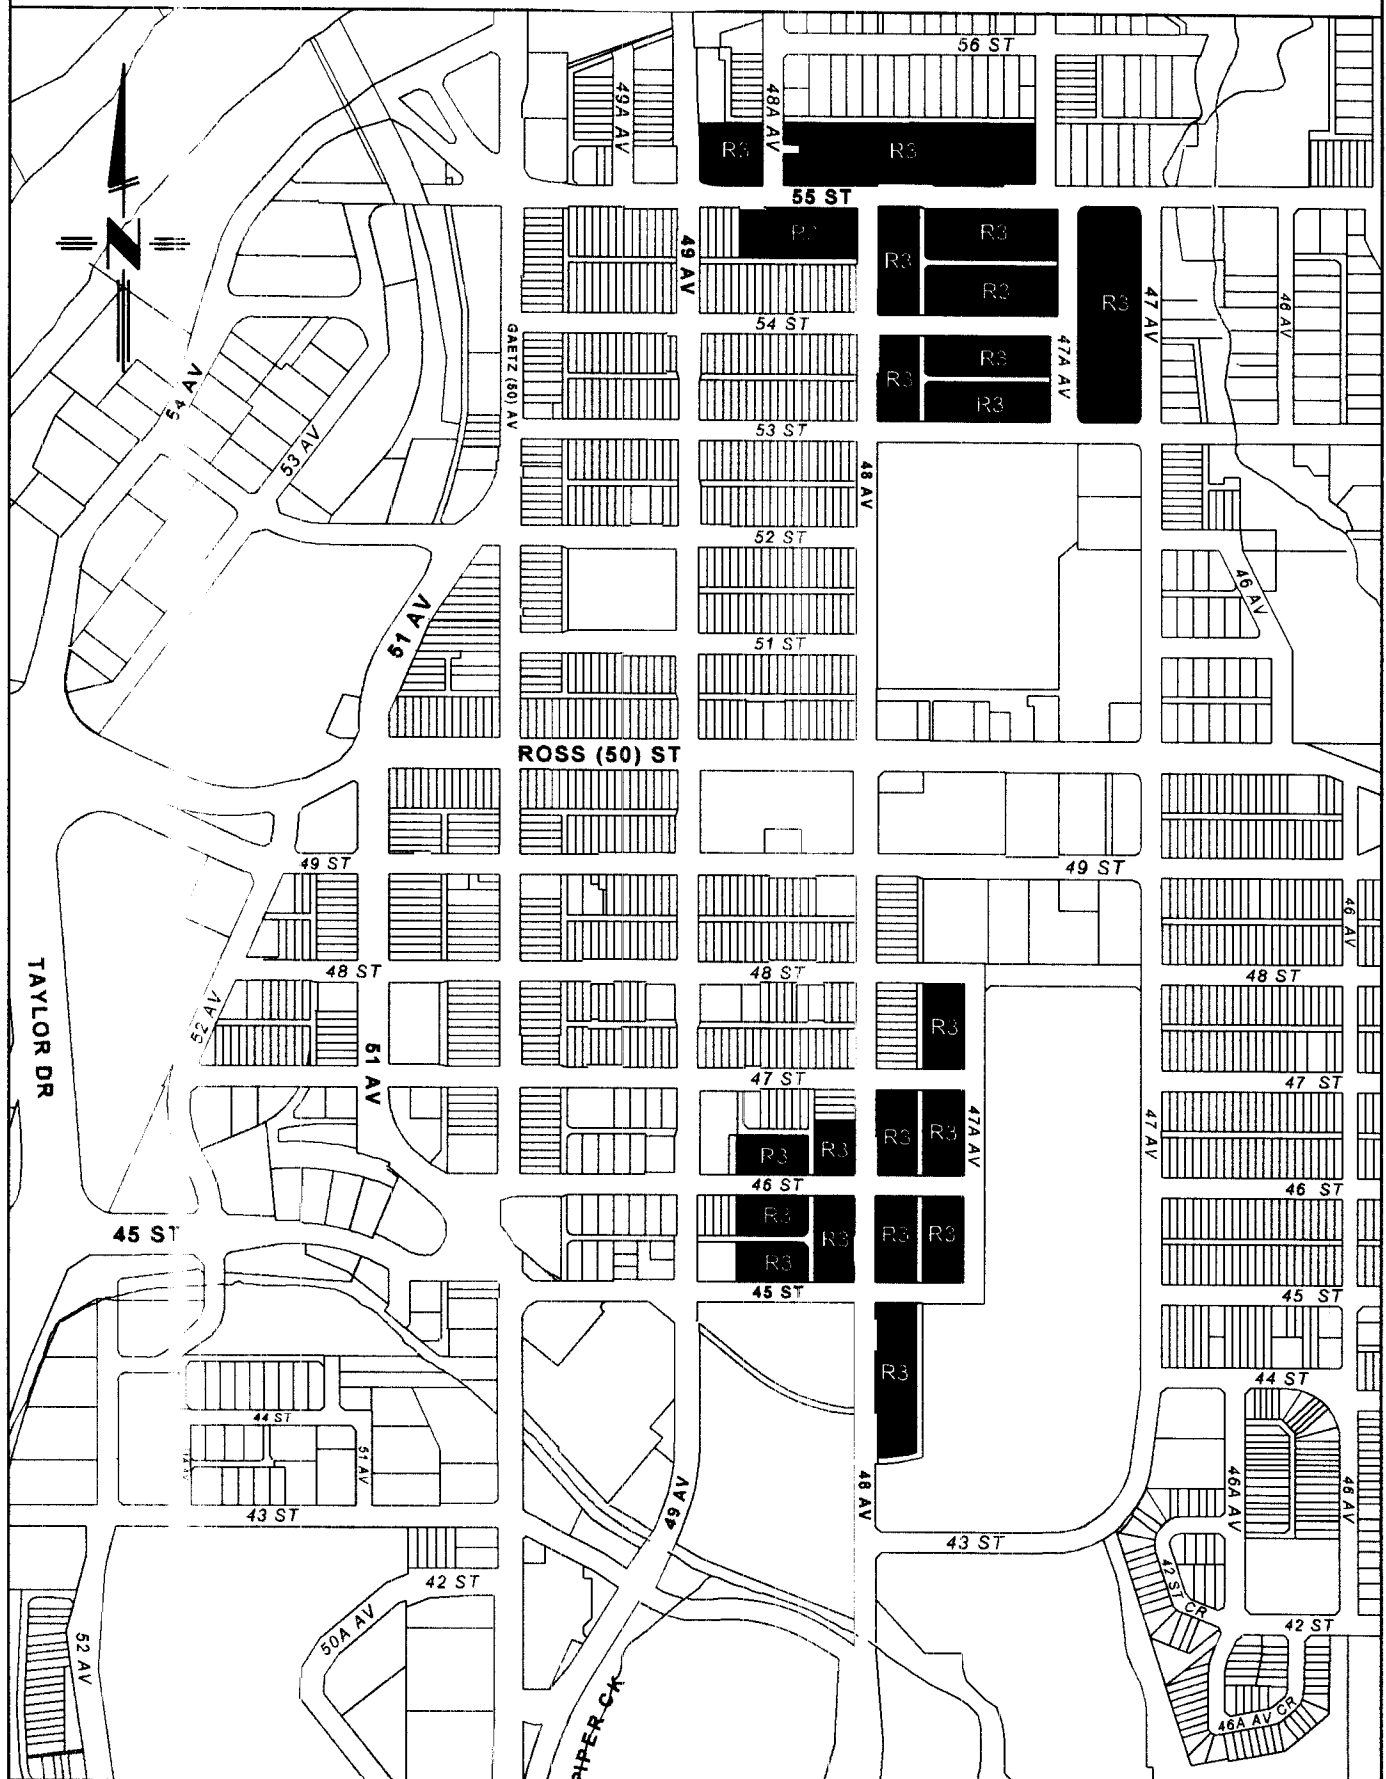 56 ST
49A AV
48A AV
R3
R3
55 ST
49 AV
R3
R3
R3
R3
47 AV
46 AV
54 ST
GAETZ (50) AV
R3
R3
R3
47A AV
54 AV
53 AV
53 ST
48 AV
52 ST
46 AV
51 AV
51 ST
ROSS (50) ST
49 ST
49 ST
46 AV
TAYLOR DR
48 ST
48 ST
48 ST
52 AV
51 AV
R3
47 ST
47 ST
R3
R3
R3
R3
47A AV
47 AV
46 ST
46 ST
45 ST
R3
R3
R3
R3
R3
45 ST
45 ST
R3
44 ST
44 ST
51 AV
43 ST
49 AV
48 AV
46A AV
46 AV
43 ST
42 ST
42 ST CR
42 ST
50A AV
52 AV
PIPER CK
46A AV CR